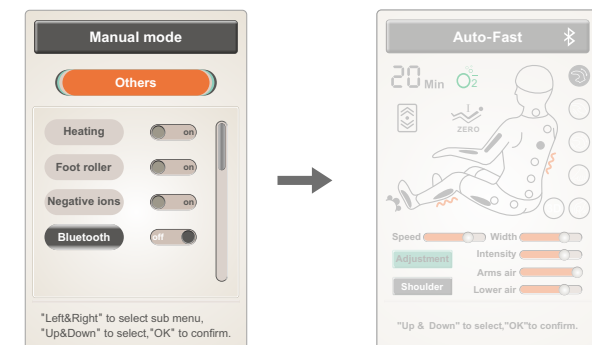 Manual mode
Others
Heating on
Foot roller on
Negative ions on
Bluetooth off
"Left&Right" to select sub menu,
"Up&Down" to select,"OK" to confirm.
Auto-Fast
20 Min O2
ZERO
Speed Width
Adjustment Intensity
Arms air
Shoulder Lower air
"Up & Down" to select,"OK"to confirm.